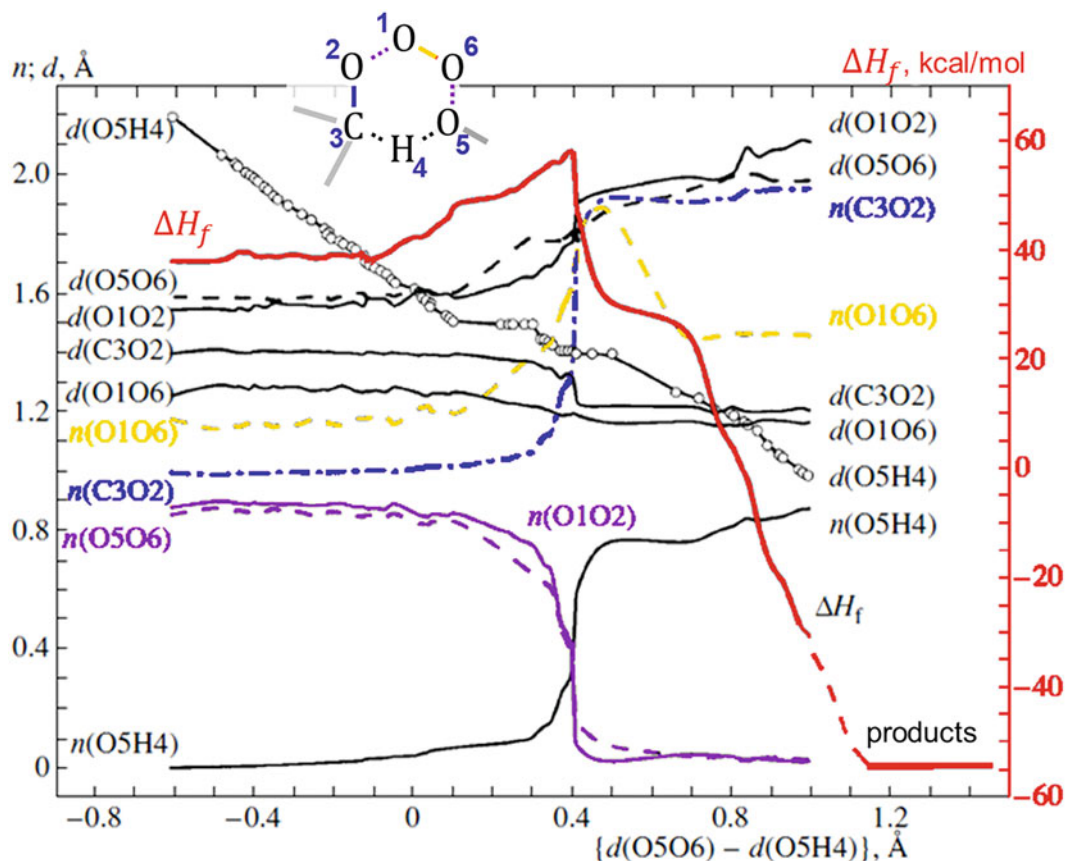 n; d, Å
ΔH_f, kcal/mol
1
O
2
O
6
O
C
3
H
4
O
5
d(O5H4)
ΔH_f
d(O5O6)
d(O1O2)
d(C3O2)
d(O1O6)
n(O1O6)
n(C3O2)
n(O5O6)
n(O5H4)
n(O1O2)
d(O1O2)
d(O5O6)
n(C3O2)
n(O1O6)
d(C3O2)
d(O1O6)
d(O5H4)
n(O5H4)
ΔH_f
products
2.0
1.6
1.2
0.8
0.4
0
60
40
20
0
−20
−40
−60
−0.8
−0.4
0
0.4
0.8
1.2
{d(O5O6) − d(O5H4)}, Å